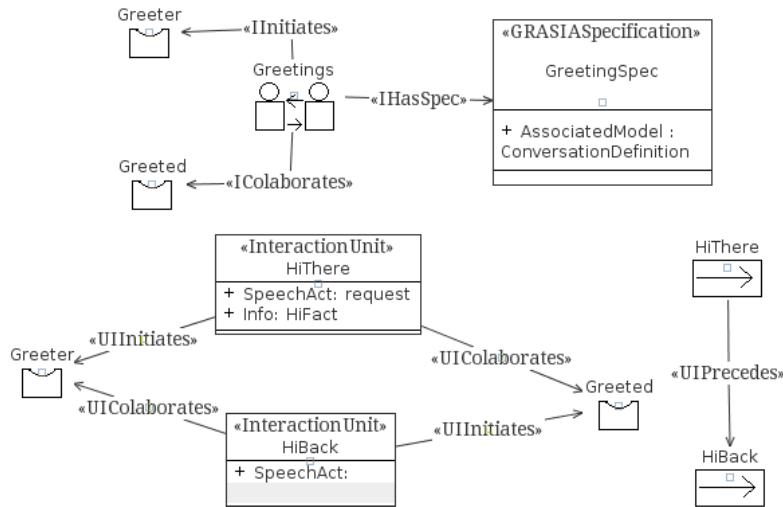 Greeter
«IInitiates»
Greetings
«IHasSpec»
«GRASIASpecification»
GreetingSpec
+ AssociatedModel :
ConversationDefinition
Greeted
«IColaborates»
«InteractionUnit»
HiThere
+ SpeechAct: request
+ Info: HiFact
HiThere
«UIInitiates»
«UIColaborates»
Greeter
«UIPrecedes»
Greeted
«UIColaborates»
«InteractionUnit»
HiBack
+ SpeechAct:
«UIInitiates»
HiBack